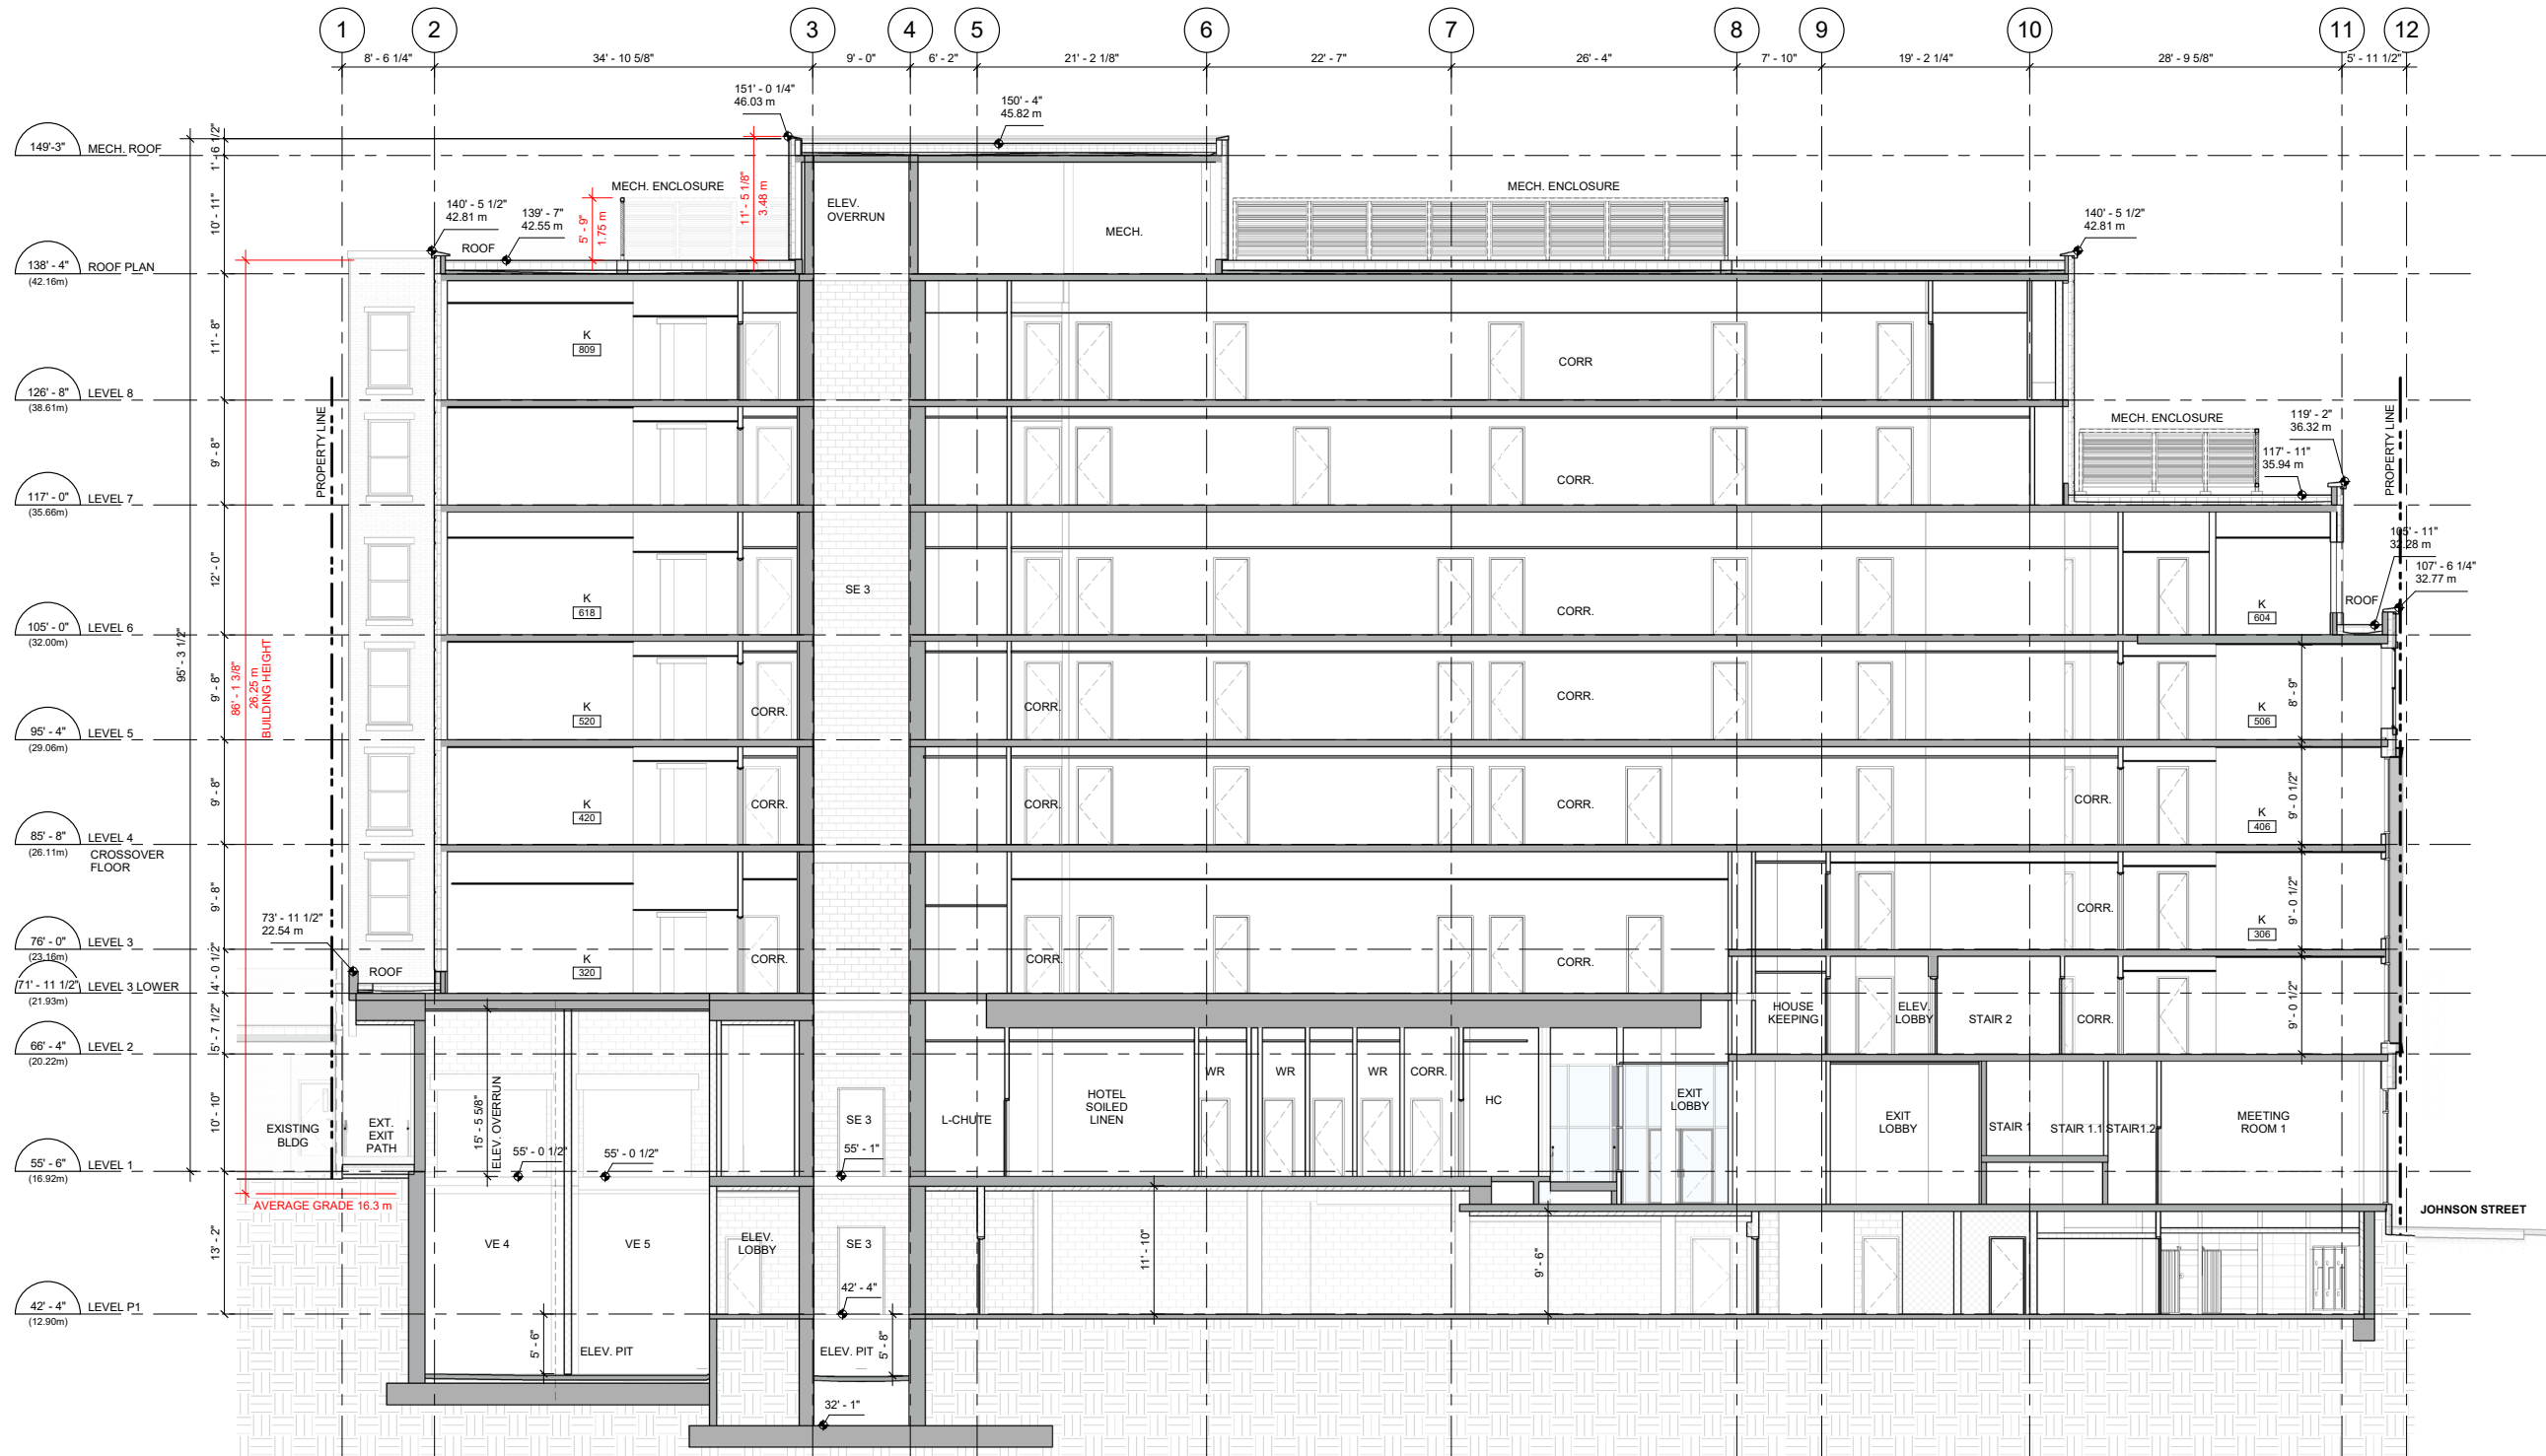 1
2
3
4
5
6
7
8
9
10
11
12
8' - 6 1/4"
34' - 10 5/8"
9' - 0"
6' - 2"
21' - 2 1/8"
22' - 7"
26' - 4"
7' - 10"
19' - 2 1/4"
28' - 9 5/8"
5' - 11 1/2"
151' - 0 1/4"
46.03 m
150' - 4"
45.82 m
149'-3"
MECH. ROOF
1' - 6 1/2"
10' - 11"
MECH. ENCLOSURE
11' - 5 1/8"
3.48 m
5' - 9"
1.75 m
ELEV.
OVERRUN
MECH.
MECH. ENCLOSURE
140' - 5 1/2"
42.81 m
139' - 7"
42.55 m
ROOF
140' - 5 1/2"
42.81 m
138' - 4"
ROOF PLAN
(42.16m)
11' - 8"
K
809
CORR
126' - 8"
LEVEL 8
(38.61m)
PROPERTY LINE
9' - 8"
CORR.
MECH. ENCLOSURE
119' - 2"
36.32 m
117' - 11"
35.94 m
PROPERTY LINE
117' - 0"
LEVEL 7
(35.66m)
12' - 0"
SE 3
K
618
CORR.
K
604
ROOF
105' - 11"
32.28 m
107' - 6 1/4"
32.77 m
105' - 0"
LEVEL 6
(32.00m)
95' - 3 1/2"
86' - 1 3/8"
26.25 m
BUILDING HEIGHT
9' - 8"
K
520
CORR.
CORR.
CORR.
K
506
8' - 9"
95' - 4"
LEVEL 5
(29.06m)
9' - 8"
K
420
CORR.
CORR.
CORR.
CORR.
K
406
9' - 0 1/2"
85' - 8"
LEVEL 4
(26.11m)
CROSSOVER
FLOOR
9' - 8"
73' - 11 1/2"
22.54 m
CORR.
K
306
9' - 0 1/2"
76' - 0"
LEVEL 3
(23.16m)
4' - 0 1/2"
ROOF
K
320
CORR.
CORR.
CORR.
71' - 11 1/2"
LEVEL 3 LOWER
(21.93m)
5' - 7 1/2"
HOUSE
KEEPING
ELEV.
LOBBY
STAIR 2
CORR.
9' - 0 1/2"
66' - 4"
LEVEL 2
(20.22m)
10' - 10"
EXISTING
BLDG
EXT.
EXIT
PATH
15' - 5 5/8"
ELEV. OVERRUN
55' - 0 1/2"
55' - 0 1/2"
SE 3
55' - 1"
L-CHUTE
HOTEL
SOILED
LINEN
WR
WR
WR
CORR.
HC
EXIT
LOBBY
EXIT
LOBBY
STAIR 1
STAIR 1.1
STAIR1.2
MEETING
ROOM 1
55' - 6"
LEVEL 1
(16.92m)
AVERAGE GRADE 16.3 m
13' - 2"
VE 4
VE 5
ELEV.
LOBBY
SE 3
42' - 4"
11' - 10"
9' - 6"
JOHNSON STREET
42' - 4"
LEVEL P1
(12.90m)
5' - 6"
ELEV. PIT
ELEV. PIT
5' - 8"
32' - 1"